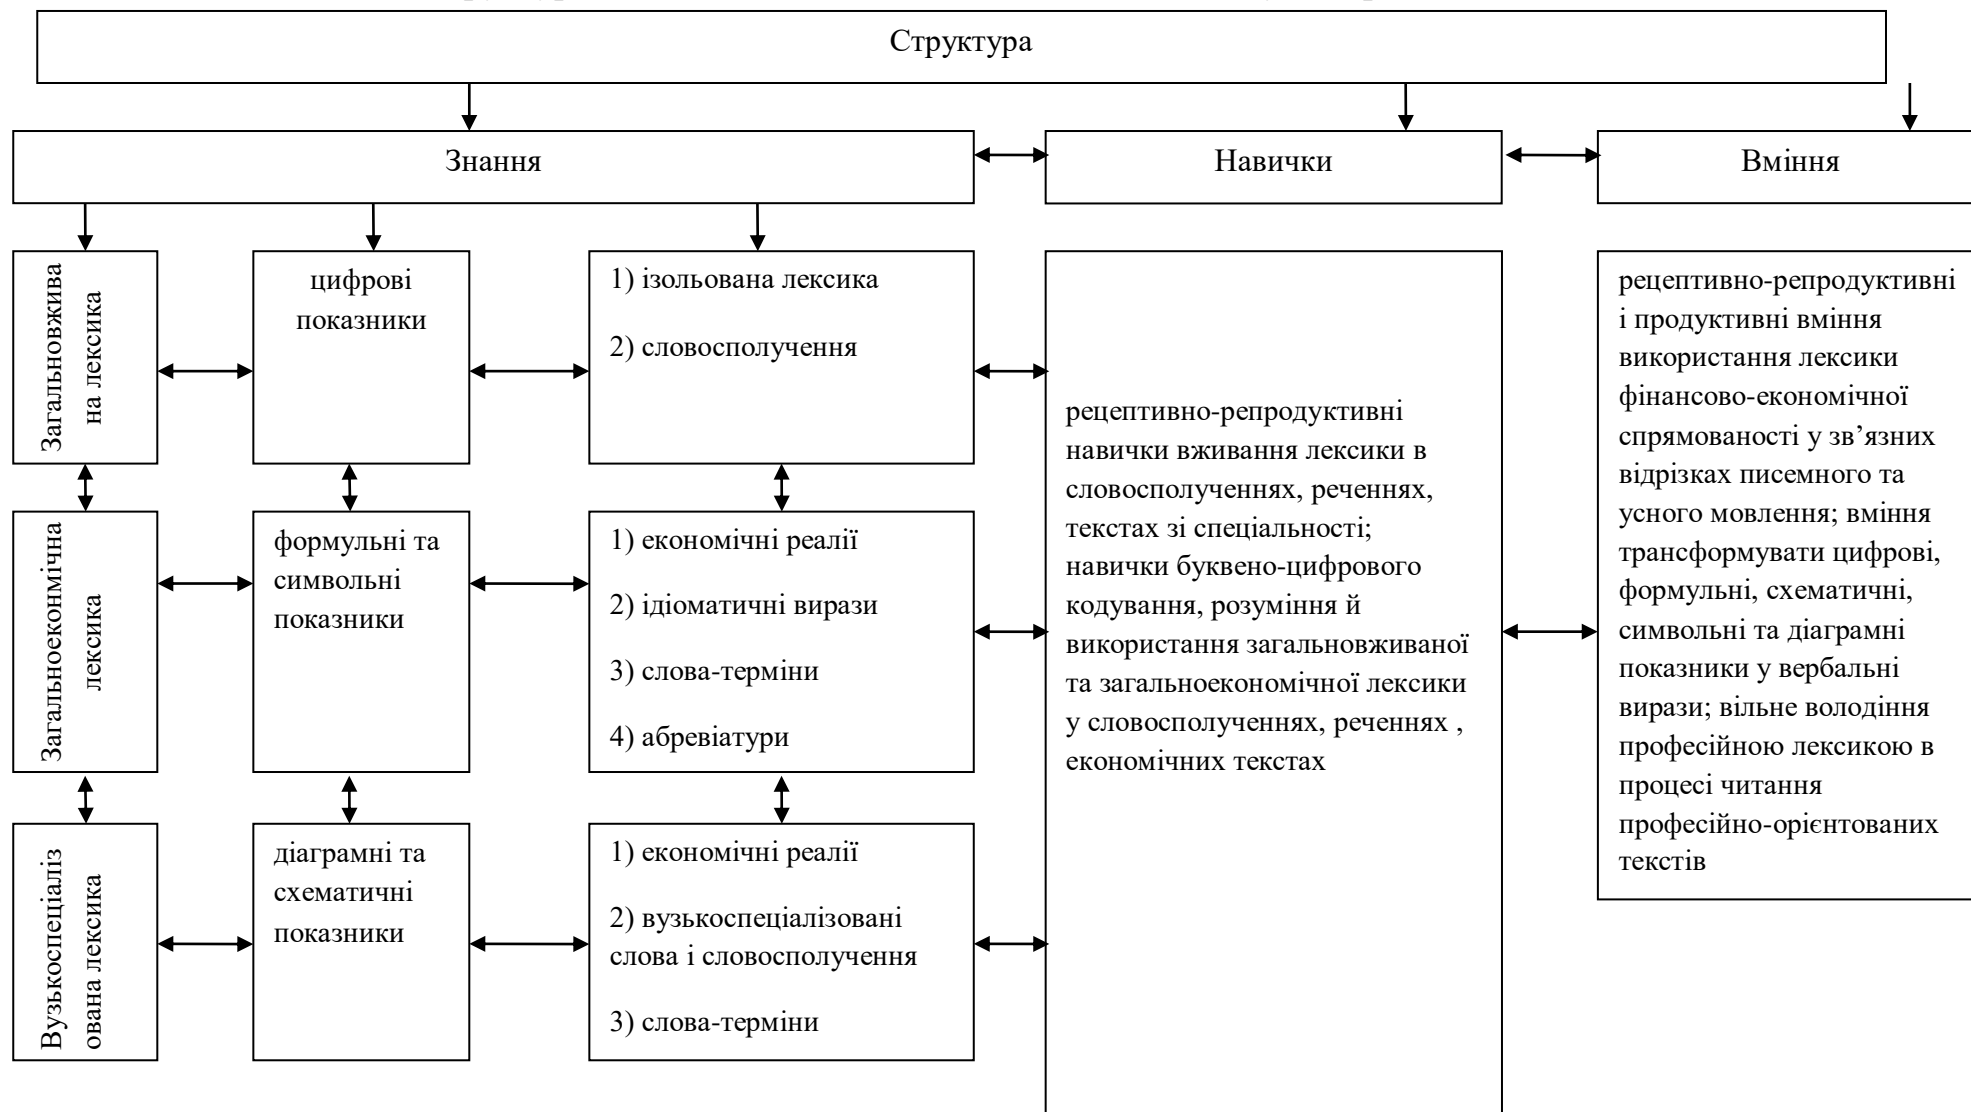 Структура
Знання
Навички
Вміння
Загальновжива
на лексика
цифрові
показники
1) ізольована лексика
2) словосполучення
Загальноеконмічна
лексика
формульні та
символьні
показники
1) економічні реалії
2) ідіоматичні вирази
3) слова-терміни
4) абревіатури
Вузькоспеціаліз
ована лексика
діаграмні та
схематичні
показники
1) економічні реалії
2) вузькоспеціалізовані
слова і словосполучення
3) слова-терміни
рецептивно-репродуктивні
навички вживання лексики в
словосполученнях, реченнях,
текстах зі спеціальності;
навички буквено-цифрового
кодування, розуміння й
використання загальновживаної
та загальноекономічної лексики
у словосполученнях, реченнях ,
економічних текстах
рецептивно-репродуктивні
і продуктивні вміння
використання лексики
фінансово-економічної
спрямованості у зв’язних
відрізках писемного та
усного мовлення; вміння
трансформувати цифрові,
формульні, схематичні,
символьні та діаграмні
показники у вербальні
вирази; вільне володіння
професійною лексикою в
процесі читання
професійно-орієнтованих
текстів